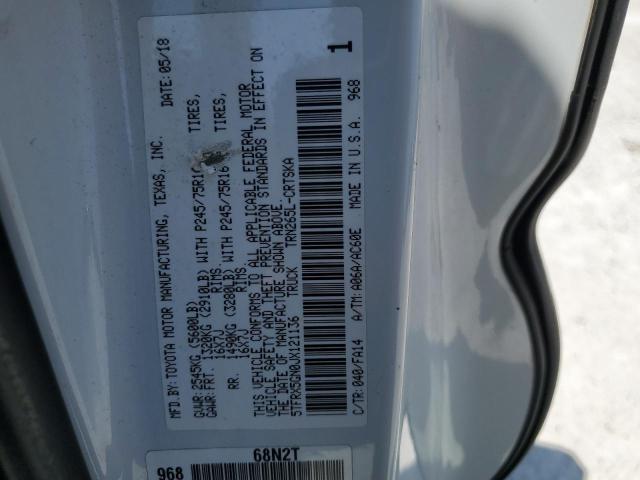 MFD.BY:TOYOTA MOTOR MANUFACTURING, TEXAS, INC. DATE: 05/18
GVWR:2545KG (5600LB)
GAWR:FRT. 1320KG (2910LB) WITH P245/75R16 TIRES,
16X7J RIMS
RR. 1490KG (3280LB) WITH P245/75R16 TIRES,
16X7J RIMS
THIS VEHICLE CONFORMS TO ALL APPLICABLE FEDERAL MOTOR
VEHICLE SAFETY AND THEFT PREVENTION STANDARDS IN EFFECT ON
THE DATE OF MANUFACTURE SHOWN ABOVE.
5TFRX5GN0JX121136 TRUCK TRN265L-CRTSKA
1
C/TR:040/FA14 A/TM:A06A/AC60E MADE IN U.S.A. 968
968 68N2T